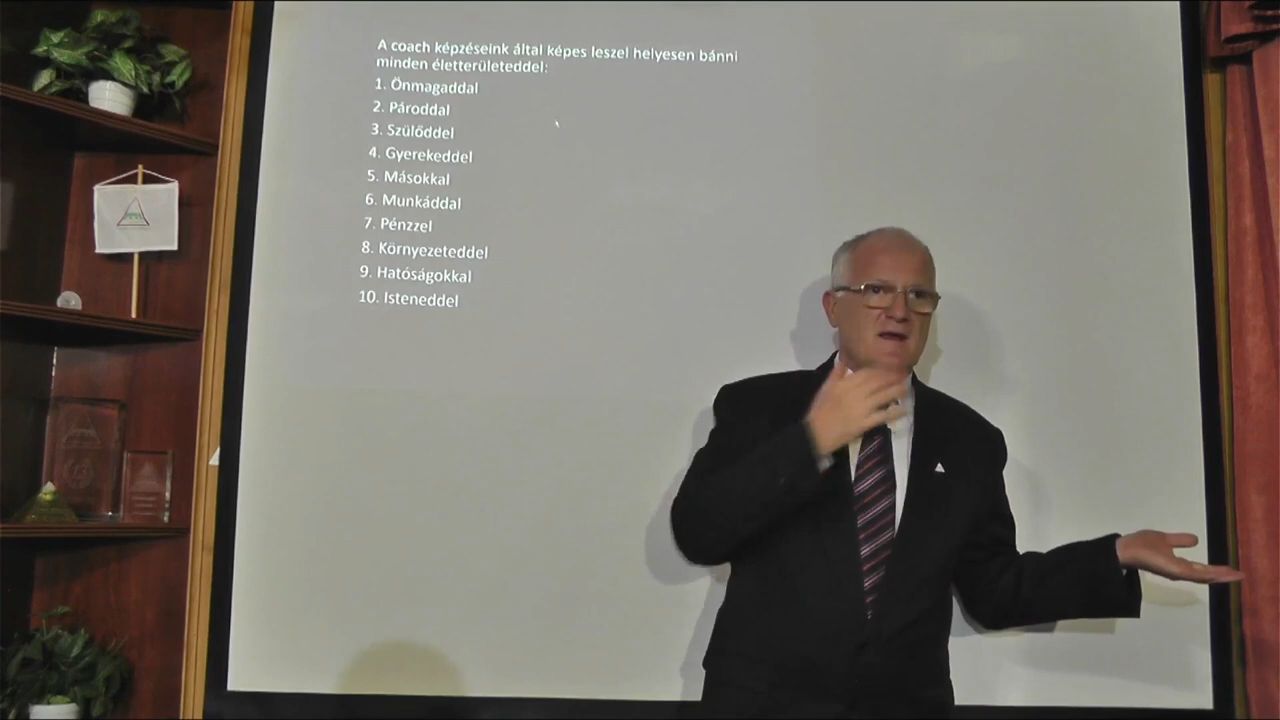 A coach képzéseink által képes leszel helyesen bánni
minden életterületeddel:
1. Önmagaddal
2. Pároddal
3. Szülőddel
4. Gyerekeddel
5. Másokkal
6. Munkáddal
7. Pénzzel
8. Környezeteddel
9. Hatóságokkal
10. Isteneddel